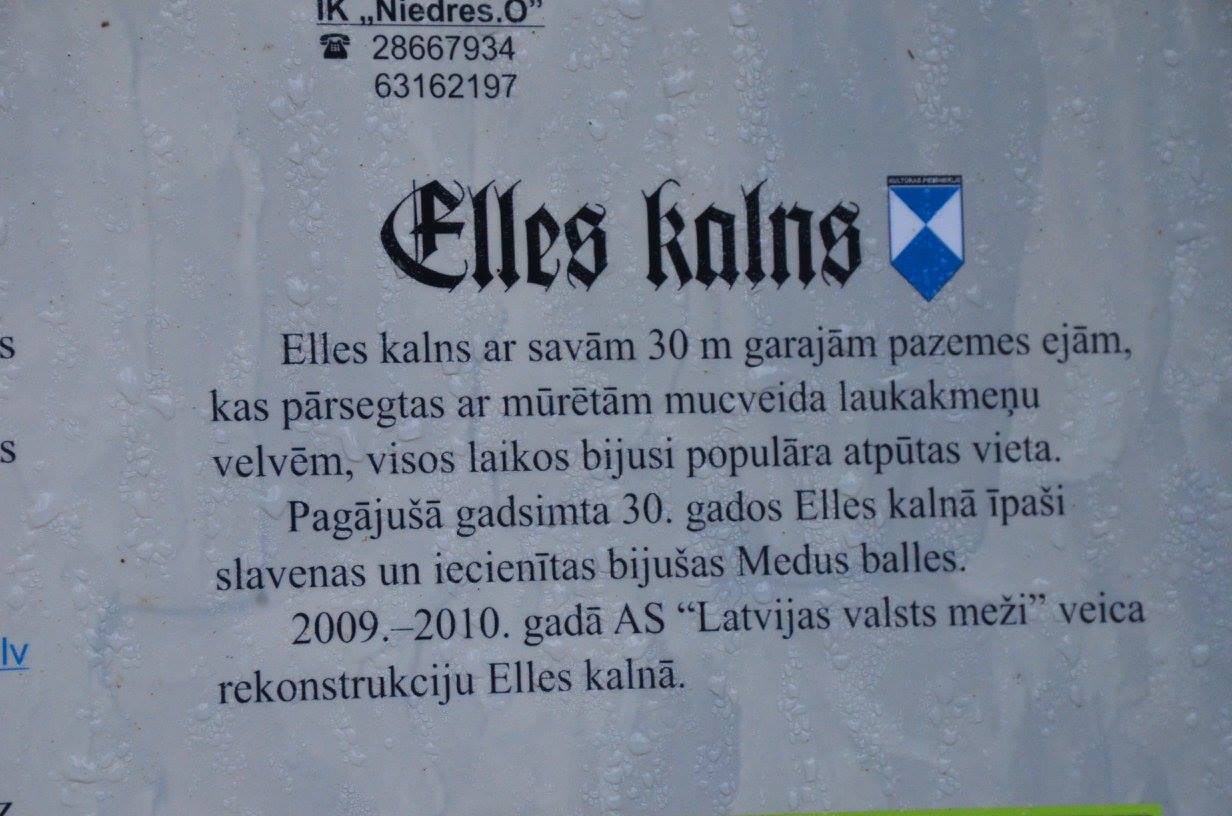 IK „Niedres.O”
☎ 28667934
63162197
Elles kalns
Elles kalns ar savām 30 m garajām pazemes ejām,
kas pārsegtas ar mūrētām mucveida laukakmeņu
velvēm, visos laikos bijusi populāra atpūtas vieta.
Pagājušā gadsimta 30. gados Elles kalnā īpaši
slavenas un iecienītas bijušas Medus balles.
2009.–2010. gadā AS “Latvijas valsts meži” veica
rekonstrukciju Elles kalnā.
s
s
lv